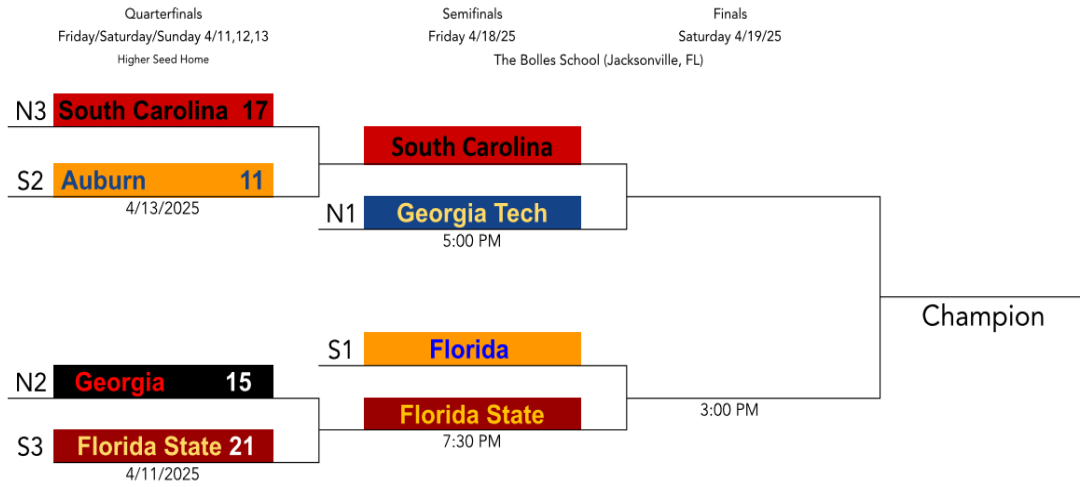 Quarterfinals
Friday/Saturday/Sunday 4/11,12,13
Higher Seed Home
Semifinals
Friday 4/18/25
Finals
Saturday 4/19/25
The Bolles School (Jacksonville, FL)
N3 South Carolina 17
S2 Auburn 11
4/13/2025
South Carolina
N1 Georgia Tech
5:00 PM
Champion
S1 Florida
N2 Georgia 15
Florida State
7:30 PM
3:00 PM
S3 Florida State 21
4/11/2025